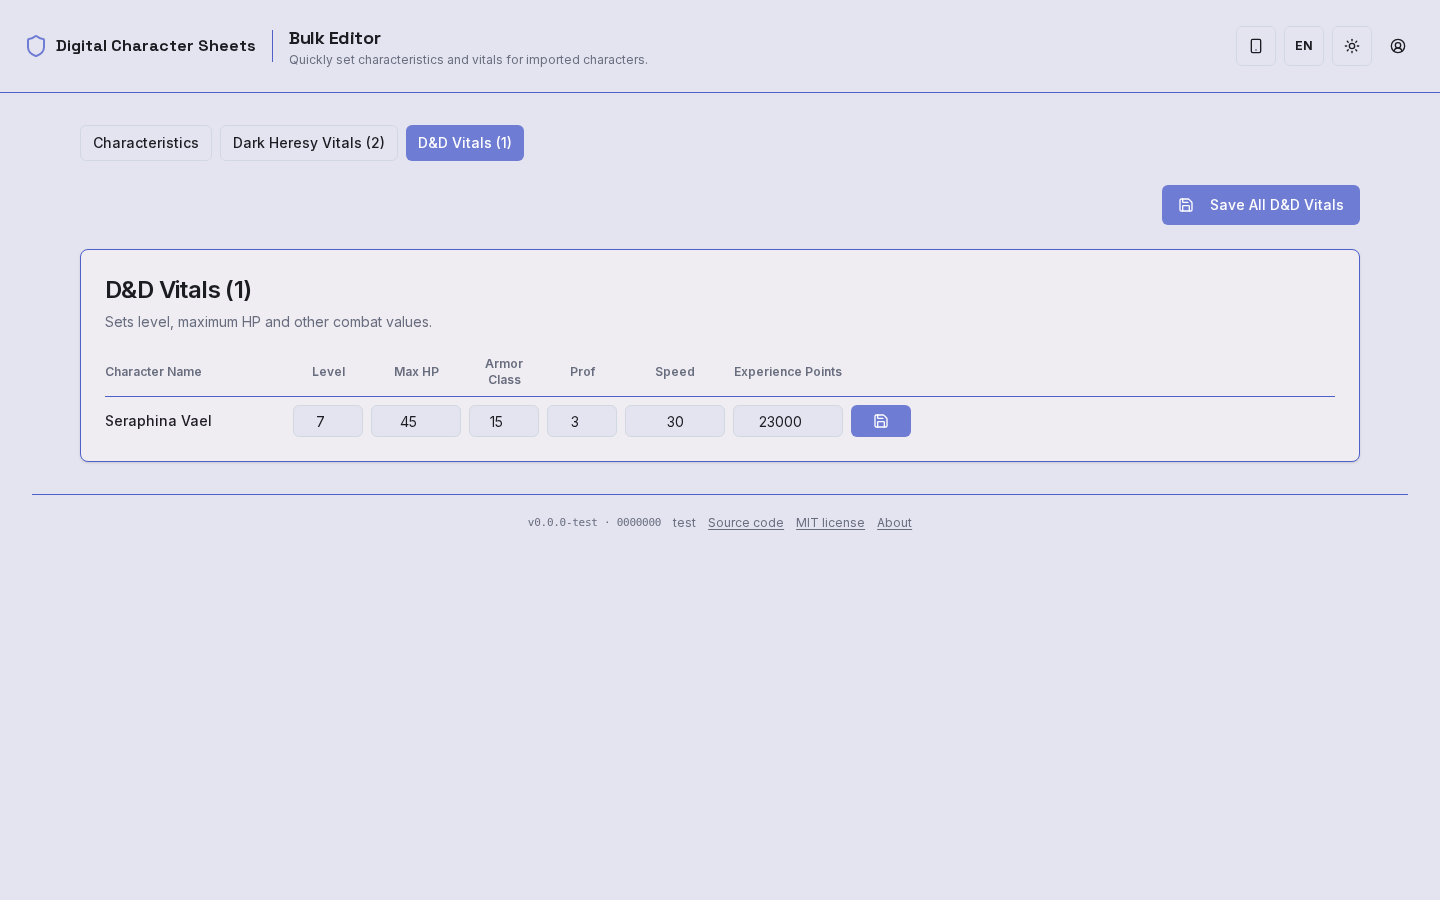 Digital Character Sheets
Bulk Editor
Quickly set characteristics and vitals for imported characters.
EN
Characteristics
Dark Heresy Vitals (2)
D&D Vitals (1)
Save All D&D Vitals
D&D Vitals (1)
Sets level, maximum HP and other combat values.
Character Name
Level
Max HP
Armor
Class
Prof
Speed
Experience Points
Seraphina Vael
7
45
15
3
30
23000
v0.0.0-test · 0000000
test
Source code
MIT license
About